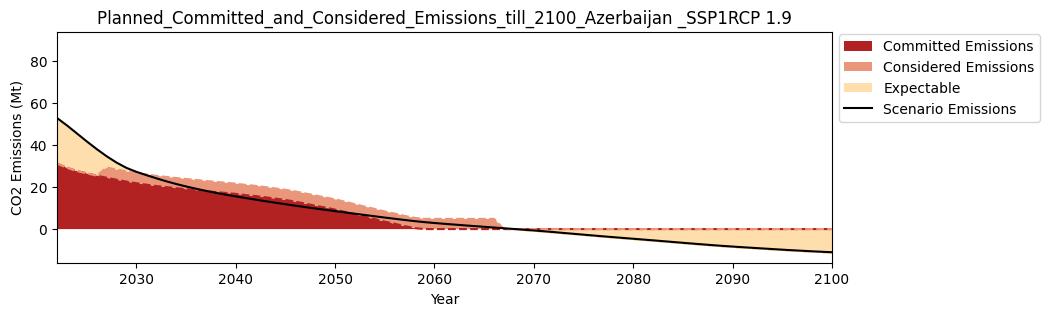 Planned_Committed_and_Considered_Emissions_till_2100_Azerbaijan _SSP1RCP 1.9
Committed Emissions
Considered Emissions
Expectable
Scenario Emissions
CO2 Emissions (Mt)
80
60
40
20
0
2030 2040 2050 2060 2070 2080 2090 2100
Year